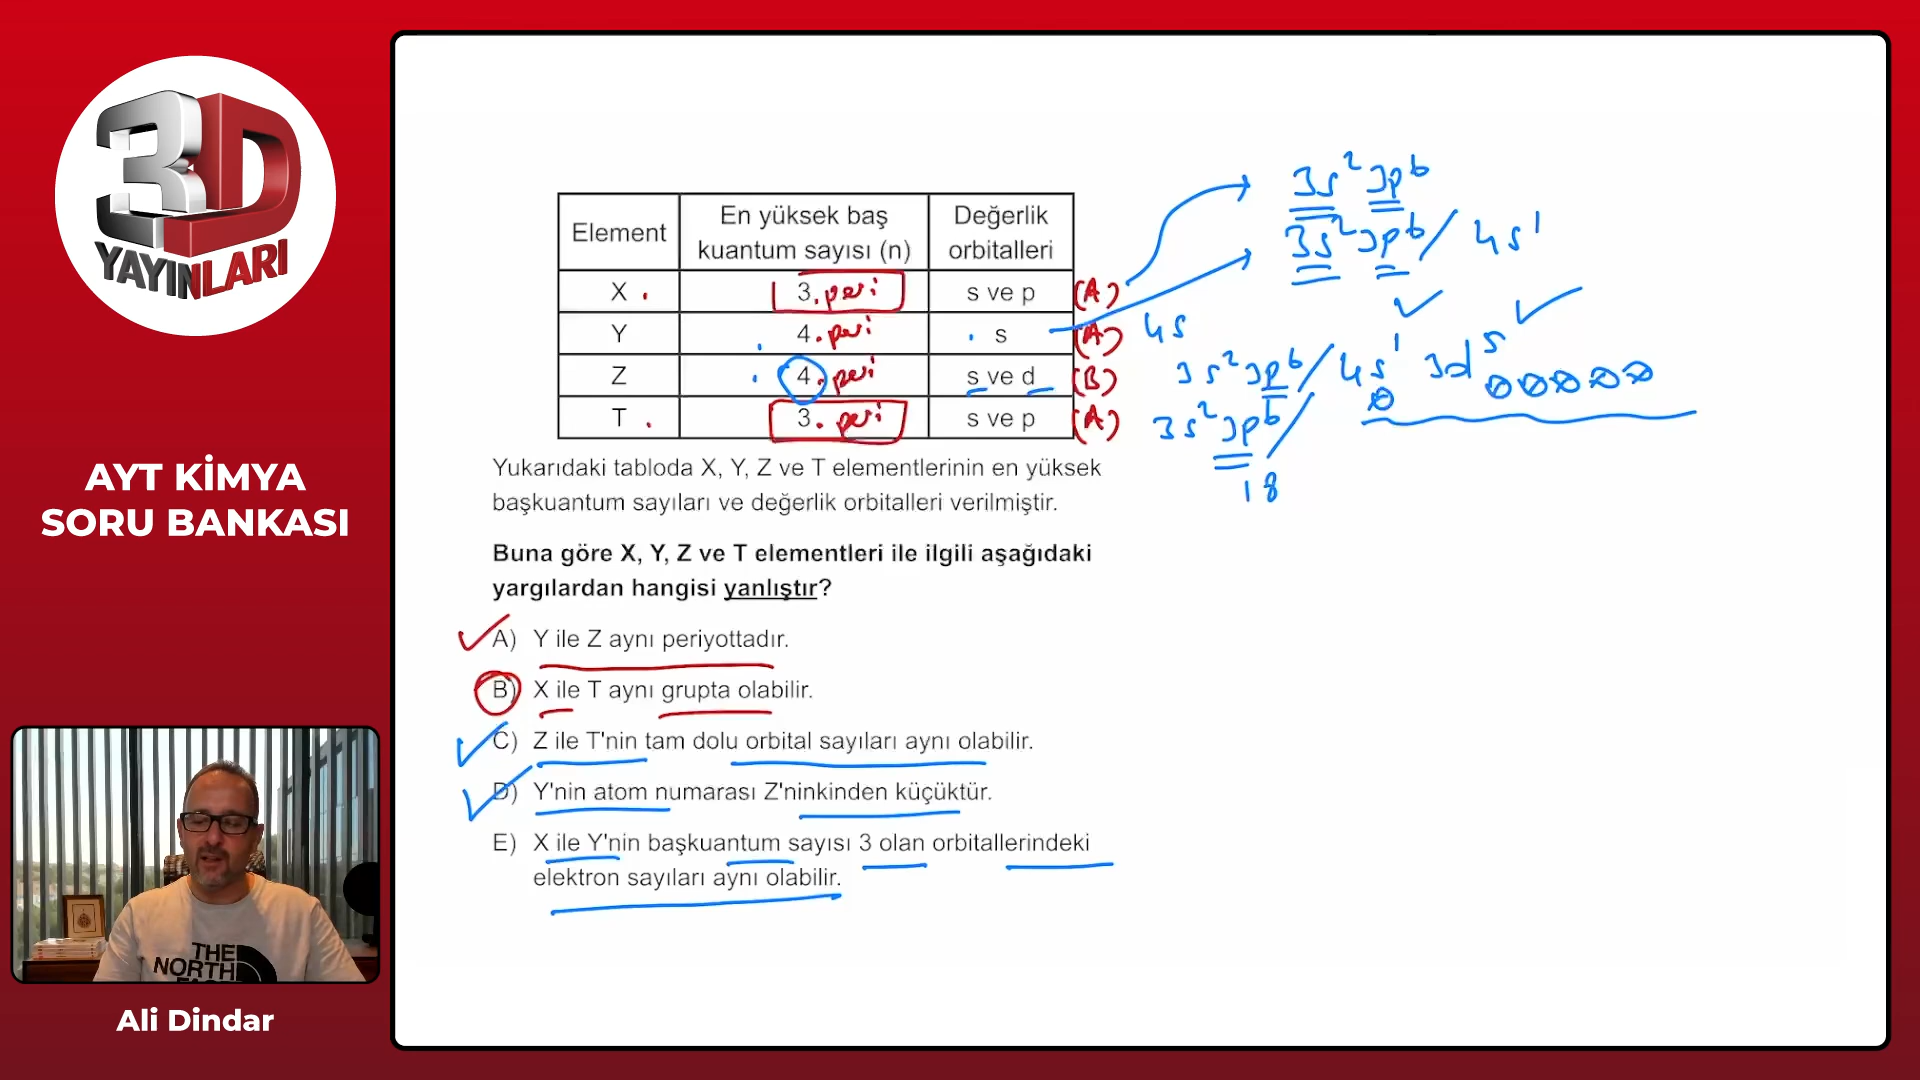 3D
YAYINLARI
AYT KİMYA
SORU BANKASI
THE
NORTH
Ali Dindar
Element En yüksek baş kuantum sayısı (n) Değerlik orbitalleri
X . 3. peri s ve p (A)
Y 4. peri s (A) 4s
Z 4. peri s ve d (B)
T . 3. peri s ve p (A)
3s² 3p⁶
3s² 3p⁶ / 4s¹
3s² 3p⁶ / 4s¹ 3d⁵
3s² 3p⁶ /
18
Yukarıdaki tabloda X, Y, Z ve T elementlerinin en yüksek
başkuantum sayıları ve değerlik orbitalleri verilmiştir.
Buna göre X, Y, Z ve T elementleri ile ilgili aşağıdaki
yargılardan hangisi yanlıştır?
A) Y ile Z aynı periyottadır.
B) X ile T aynı grupta olabilir.
C) Z ile T'nin tam dolu orbital sayıları aynı olabilir.
D) Y'nin atom numarası Z'ninkinden küçüktür.
E) X ile Y'nin başkuantum sayısı 3 olan orbitallerindeki
elektron sayıları aynı olabilir.